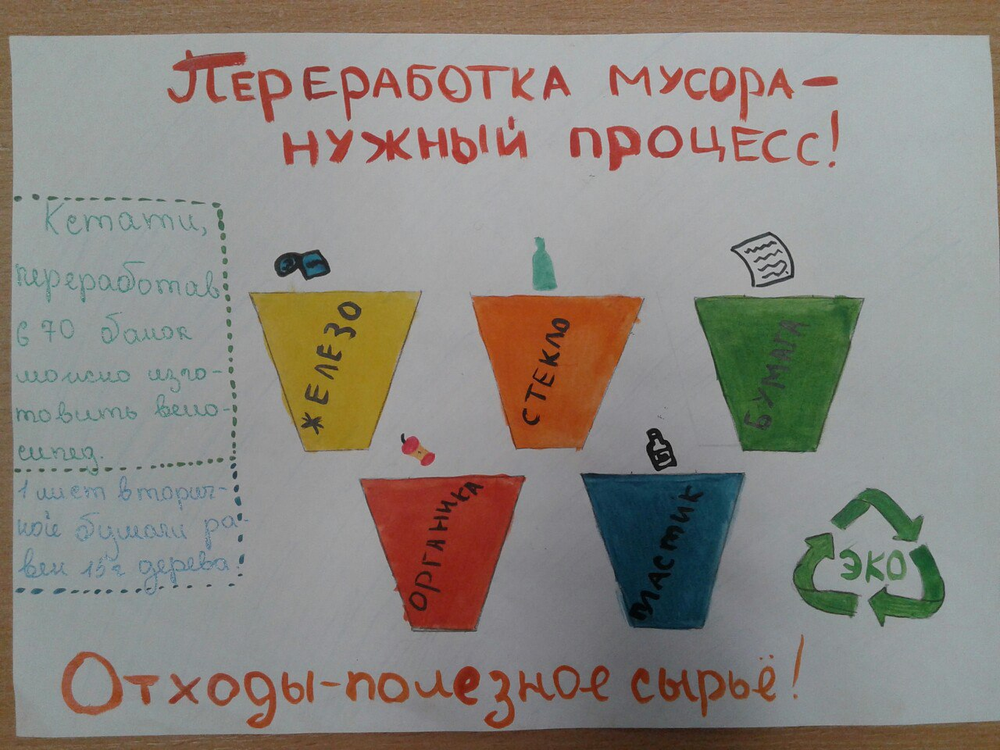 Переработка мусора –
нужный процесс!
Кстати,
переработав
670 банок
можно изго-
товить вело-
сипед.
1 лист вторич-
ной бумаги ра-
вен 15г дерева.
ЖЕЛЕЗО
СТЕКЛО
БУМАГА
ОРГАНИКА
ПЛАСТИК
ЭКО
Отходы-полезное сырьё!